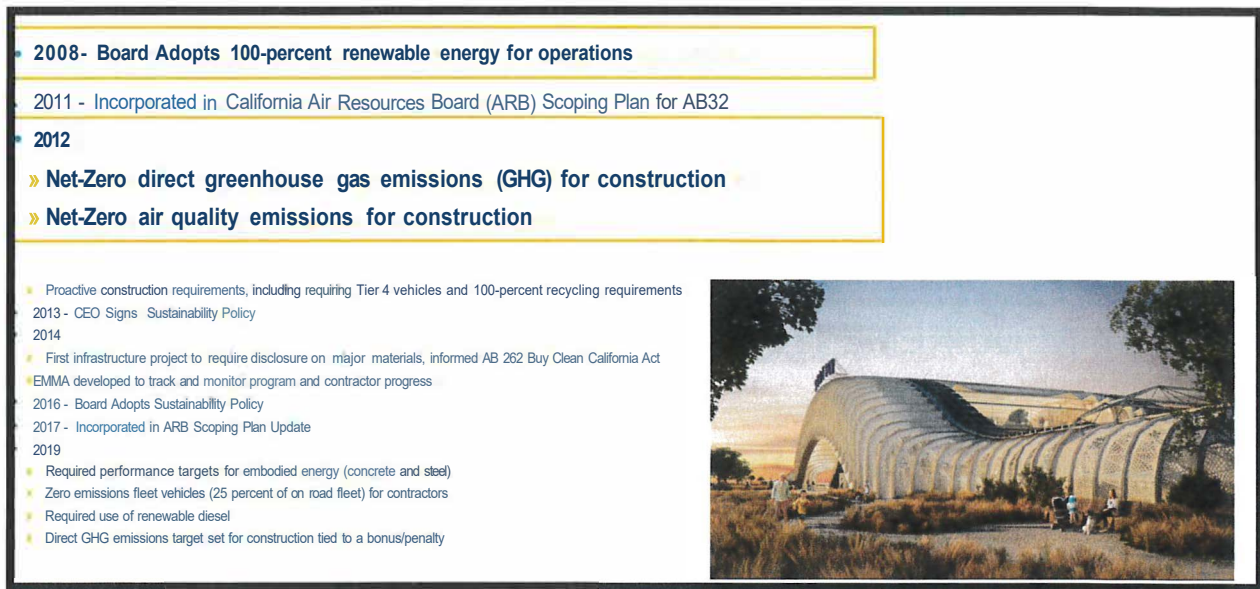 2008- Board Adopts 100-percent renewable energy for operations
2011 - Incorporated in California Air Resources Board (ARB) Scoping Plan for AB32
2012
» Net-Zero direct greenhouse gas emissions (GHG) for construction
» Net-Zero air quality emissions for construction
Proactive construction requirements, including requiring Tier 4 vehicles and 100-percent recycling requirements
2013 - CEO Signs Sustainability Policy
2014
First infrastructure project to require disclosure on major materials, informed AB 262 Buy Clean California Act
EMMA developed to track and monitor program and contractor progress
2016 - Board Adopts Sustainability Policy
2017 - Incorporated in ARB Scoping Plan Update
2019
Required performance targets for embodied energy (concrete and steel)
Zero emissions fleet vehicles (25 percent of on road fleet) for contractors
Required use of renewable diesel
Direct GHG emissions target set for construction tied to a bonus/penalty